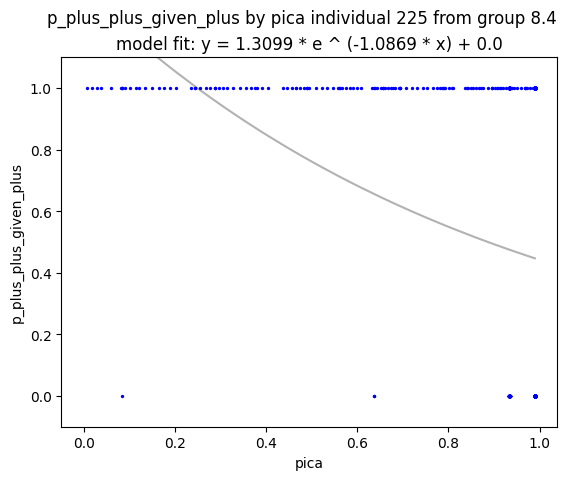 p_plus_plus_given_plus by pica individual 225 from group 8.4
model fit: y = 1.3099 * e ^ (-1.0869 * x) + 0.0
1.0
0.8
0.6
0.4
0.2
0.0
p_plus_plus_given_plus
0.0 0.2 0.4 0.6 0.8 1.0
pica